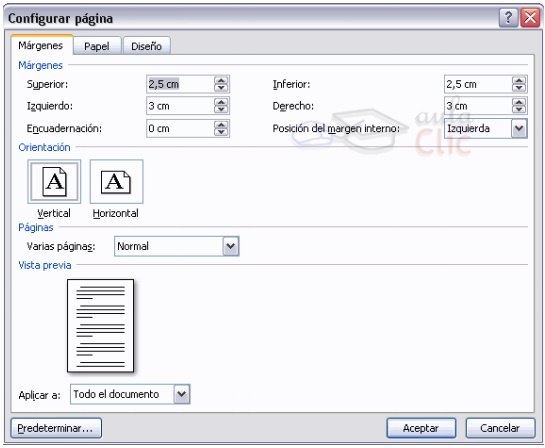 Configurar página
Márgenes Papel Diseño
Márgenes
Superior: 2,5 cm Inferior: 2,5 cm
Izquierdo: 3 cm Derecho: 3 cm
Encuadernación: 0 cm Posición del margen interno: Izquierda
aula
Clic
Orientación
A A
Vertical Horizontal
Páginas
Varias páginas: Normal
Vista previa
Aplicar a: Todo el documento
Predeterminar... Aceptar Cancelar